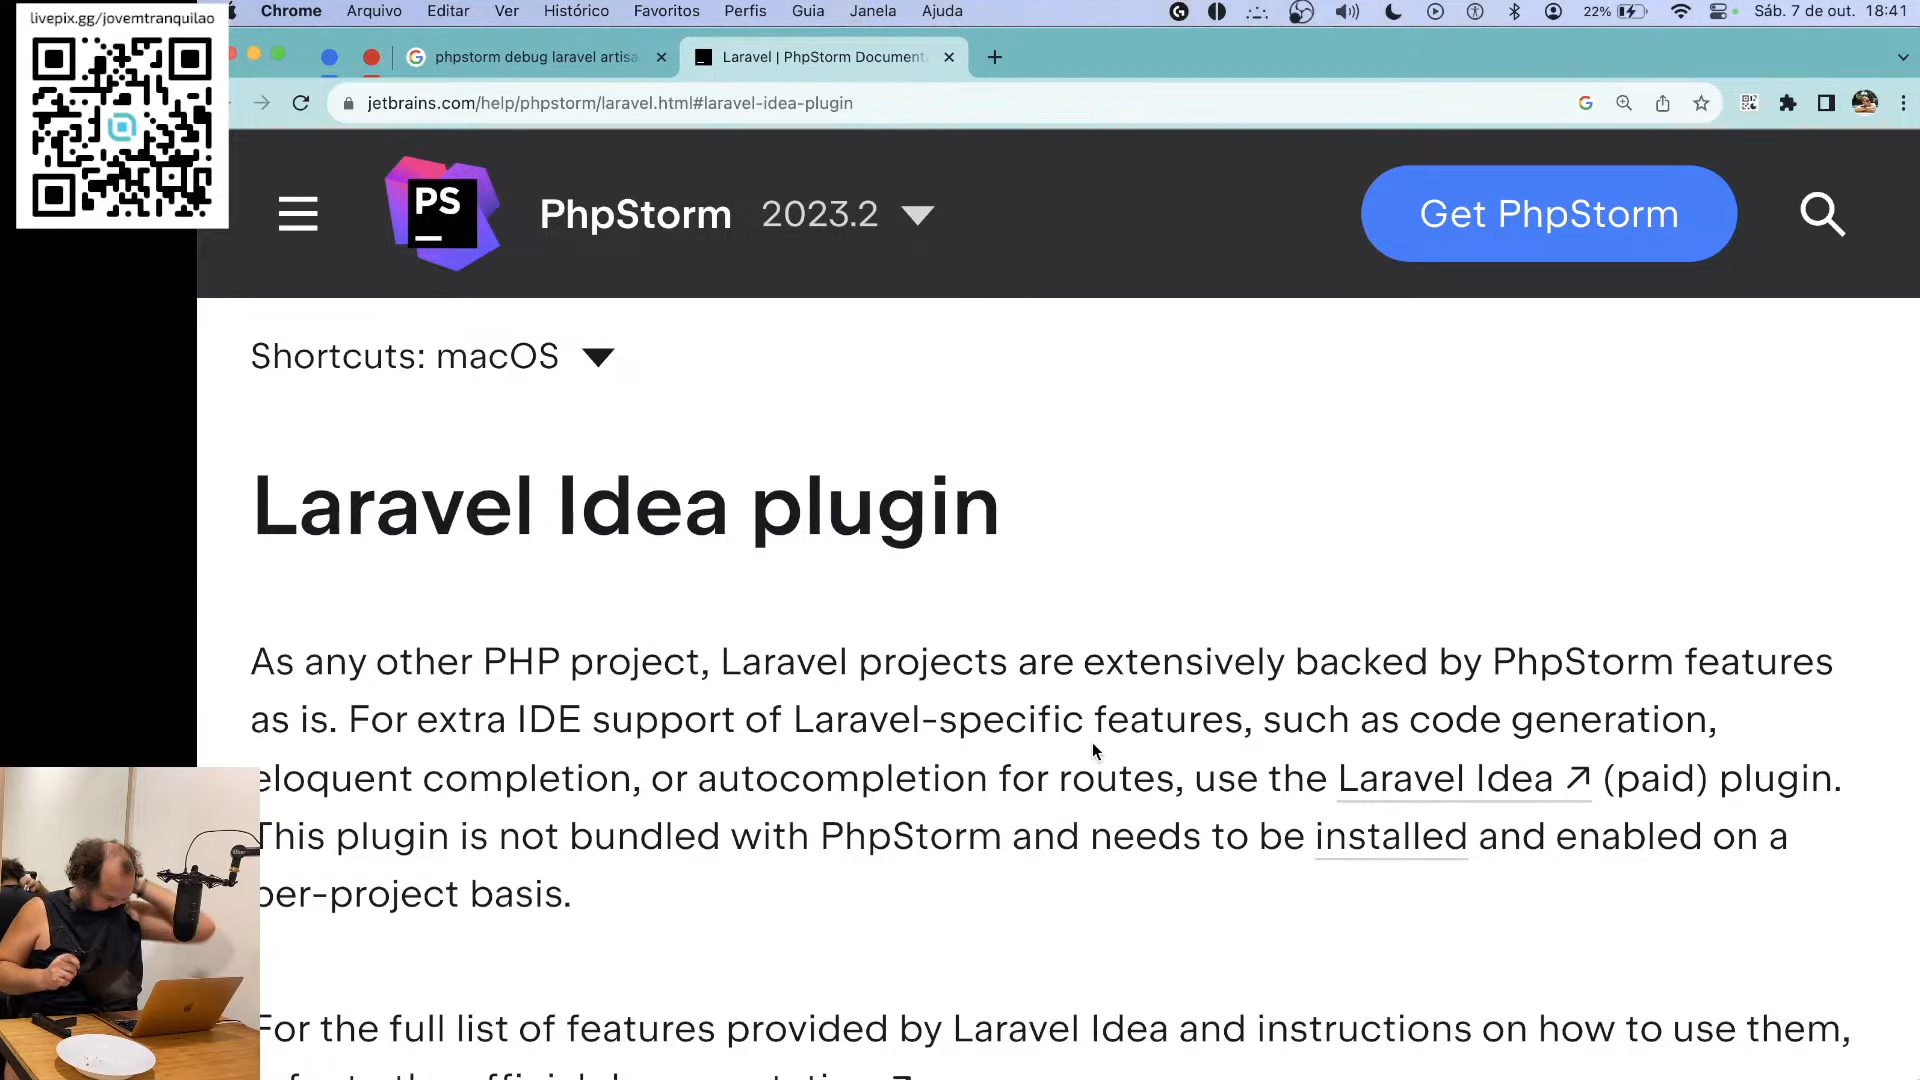 livepix.gg/jovemtranquilao
Chrome Arquivo Editar Ver Histórico Favoritos Perfis Guia Janela Ajuda 22% Sáb. 7 de out. 18:41
phpstorm debug laravel artisa
Laravel | PhpStorm Document
jetbrains.com/help/phpstorm/laravel.html#laravel-idea-plugin
PS PhpStorm 2023.2 Get PhpStorm
Shortcuts: macOS
Laravel Idea plugin
As any other PHP project, Laravel projects are extensively backed by PhpStorm features
as is. For extra IDE support of Laravel-specific features, such as code generation,
eloquent completion, or autocompletion for routes, use the Laravel Idea ↗ (paid) plugin.
This plugin is not bundled with PhpStorm and needs to be installed and enabled on a
per-project basis.
For the full list of features provided by Laravel Idea and instructions on how to use them,